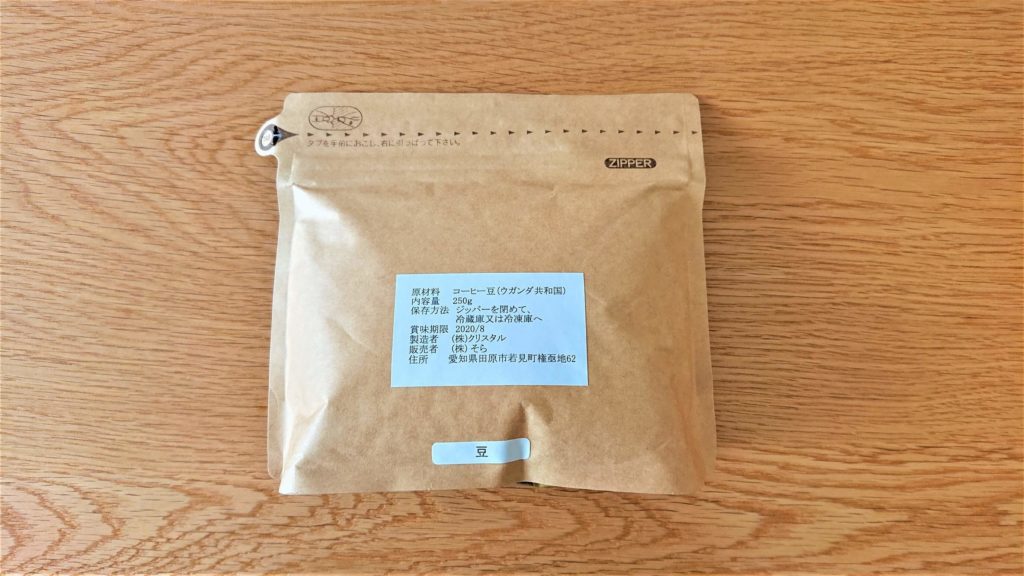 タブを手前におこし、右に引っぱって下さい。
ZIPPER
原材料 コーヒー豆(ウガンダ共和国)
内容量 250g
保存方法 ジッパーを閉めて、
冷蔵庫又は冷凍庫へ
賞味期限 2020/8
製造者 (株)クリスタル
販売者 (株)そら
住所 愛知県田原市若見町権亟地62
豆